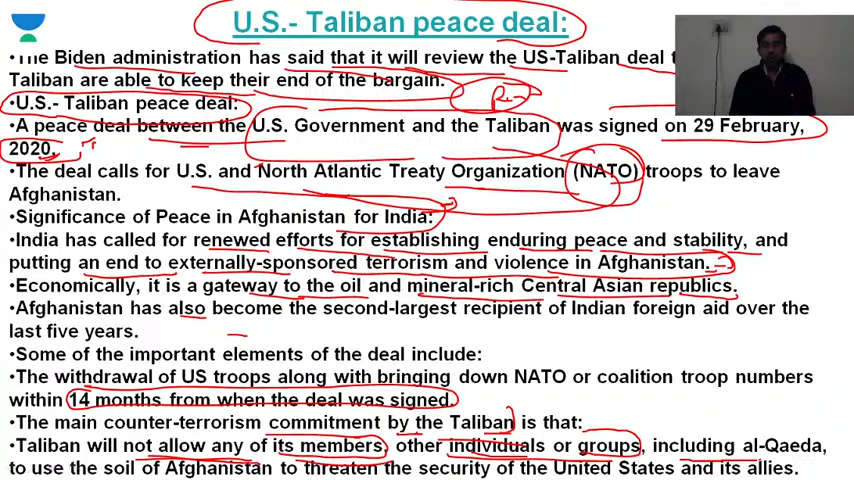 U.S.- Taliban peace deal:
•The Biden administration has said that it will review the US-Taliban deal
Taliban are able to keep their end of the bargain.
•U.S.- Taliban peace deal:
•A peace deal between the U.S. Government and the Taliban was signed on 29 February,
2020.
•The deal calls for U.S. and North Atlantic Treaty Organization (NATO) troops to leave
Afghanistan.
•Significance of Peace in Afghanistan for India:
•India has called for renewed efforts for establishing enduring peace and stability, and
putting an end to externally-sponsored terrorism and violence in Afghanistan.
•Economically, it is a gateway to the oil and mineral-rich Central Asian republics.
•Afghanistan has also become the second-largest recipient of Indian foreign aid over the
last five years.
•Some of the important elements of the deal include:
•The withdrawal of US troops along with bringing down NATO or coalition troop numbers
within 14 months from when the deal was signed.
•The main counter-terrorism commitment by the Taliban is that:
•Taliban will not allow any of its members, other individuals or groups, including al-Qaeda,
to use the soil of Afghanistan to threaten the security of the United States and its allies.